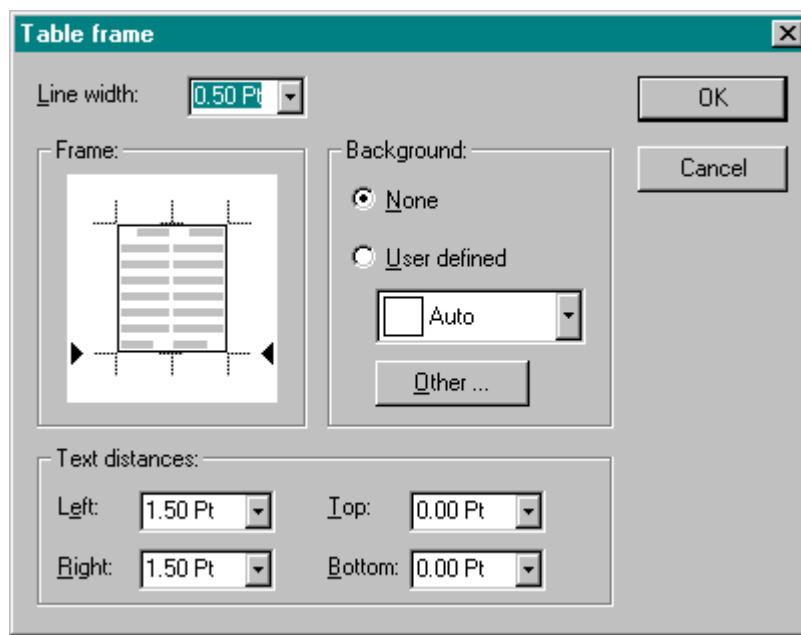 Table frame
Line width: 0.50 Pt
OK
Cancel
Frame:
Background:
None
User defined
Auto
Other ...
Text distances:
Left: 1.50 Pt Top: 0.00 Pt
Right: 1.50 Pt Bottom: 0.00 Pt